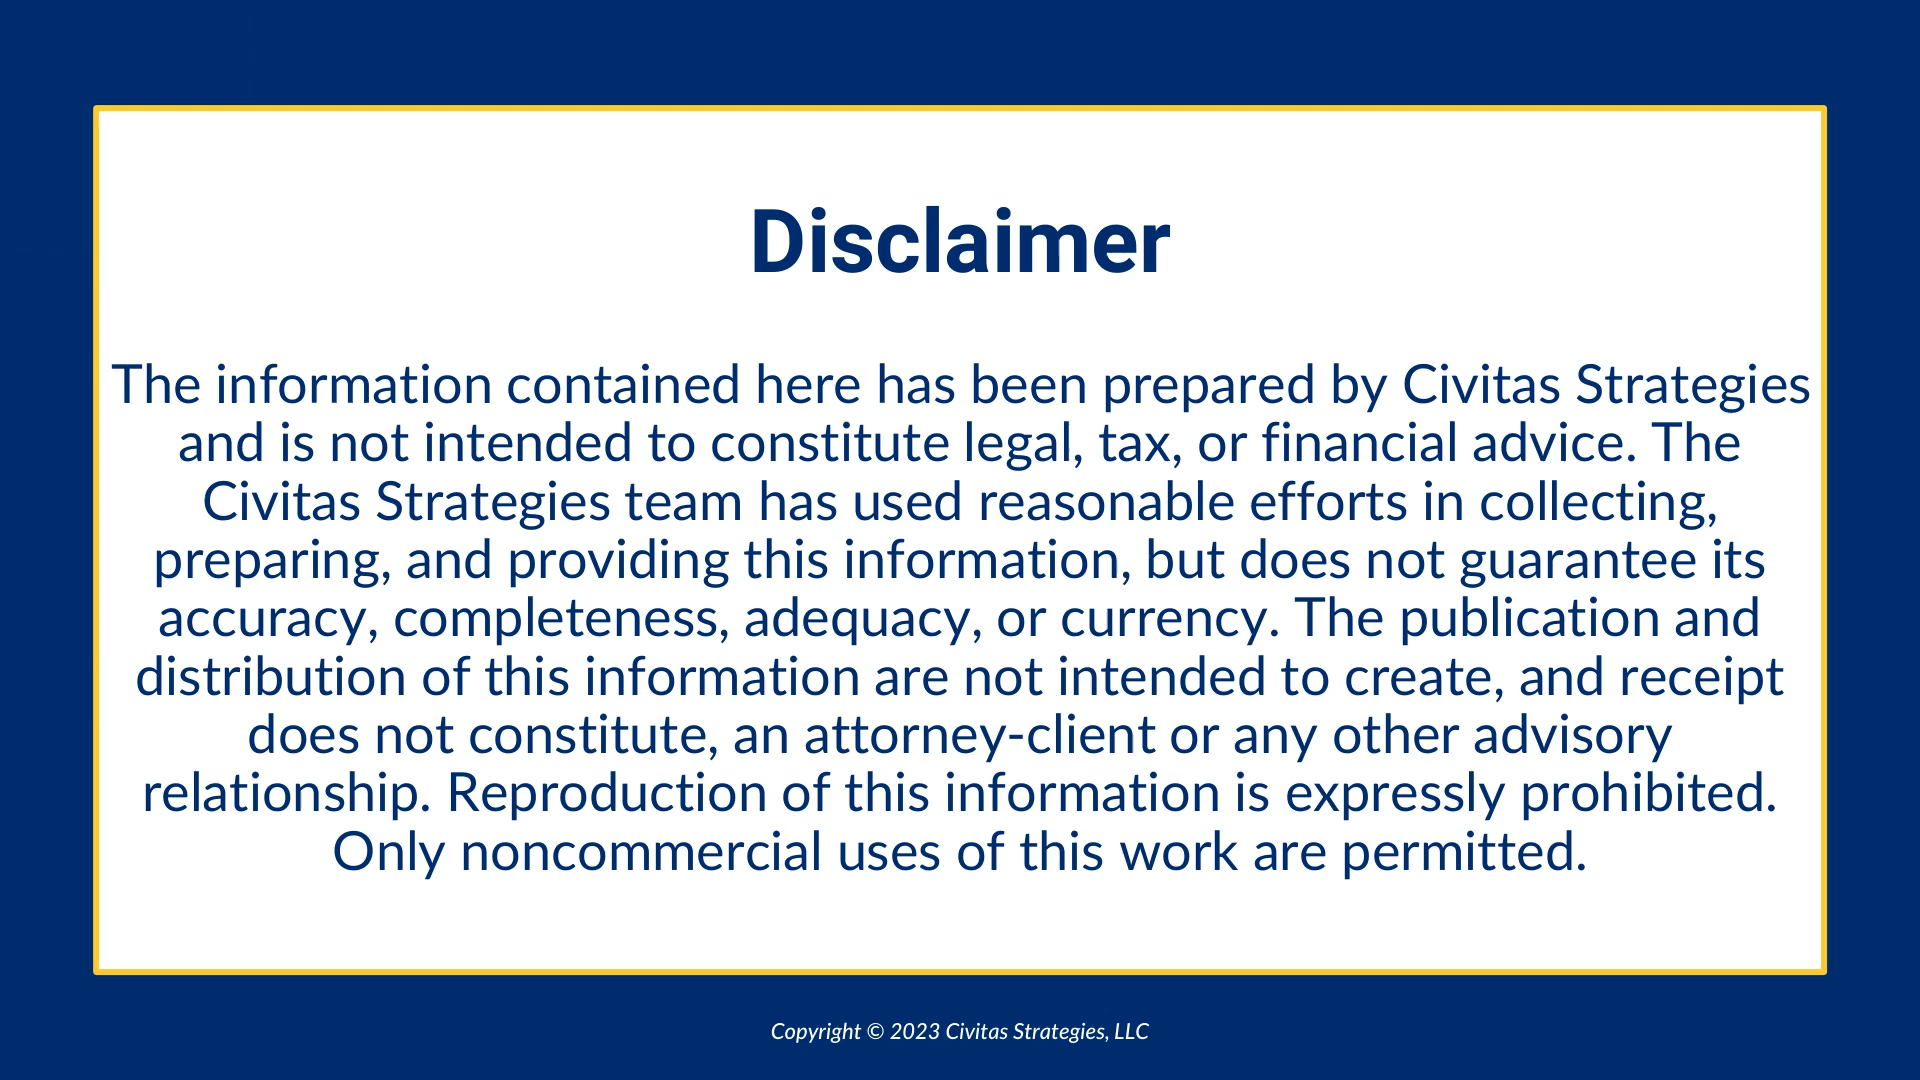 Disclaimer
The information contained here has been prepared by Civitas Strategies
and is not intended to constitute legal, tax, or financial advice. The
Civitas Strategies team has used reasonable efforts in collecting,
preparing, and providing this information, but does not guarantee its
accuracy, completeness, adequacy, or currency. The publication and
distribution of this information are not intended to create, and receipt
does not constitute, an attorney-client or any other advisory
relationship. Reproduction of this information is expressly prohibited.
Only noncommercial uses of this work are permitted.
Copyright © 2023 Civitas Strategies, LLC